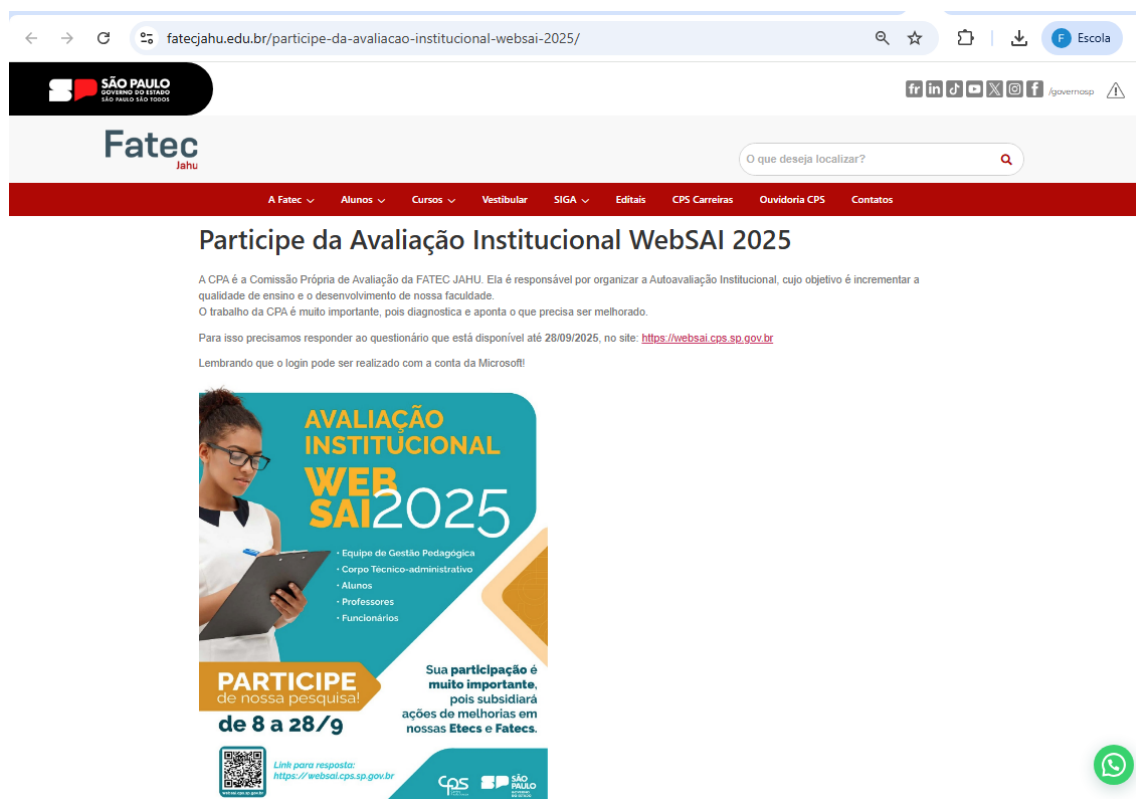 fatecjahu.edu.br/participe-da-avaliacao-institucional-websai-2025/
F Escola
SÃO PAULO
GOVERNO DO ESTADO
SÃO PAULO SÃO TODOS
/governosp
Fatec
Jahu
O que deseja localizar?
A Fatec Alunos Cursos Vestibular SIGA Editais CPS Carreiras Ouvidoria CPS Contatos
Participe da Avaliação Institucional WebSAI 2025
A CPA é a Comissão Própria de Avaliação da FATEC JAHU. Ela é responsável por organizar a Autoavaliação Institucional, cujo objetivo é incrementar a
qualidade de ensino e o desenvolvimento de nossa faculdade.
O trabalho da CPA é muito importante, pois diagnostica e aponta o que precisa ser melhorado.
Para isso precisamos responder ao questionário que está disponível até 28/09/2025, no site: https://websai.cps.sp.gov.br
Lembrando que o login pode ser realizado com a conta da Microsoft!
AVALIAÇÃO
INSTITUCIONAL
WEB
SAI2025
• Equipe de Gestão Pedagógica
• Corpo Técnico-administrativo
• Alunos
• Professores
• Funcionários
PARTICIPE
de nossa pesquisa!
de 8 a 28/9
Sua participação é
muito importante,
pois subsidiará
ações de melhorias em
nossas Etecs e Fatecs.
Link para resposta:
https://websai.cps.sp.gov.br
websai.cps.sp.gov.br
cps
SÃO
PAULO